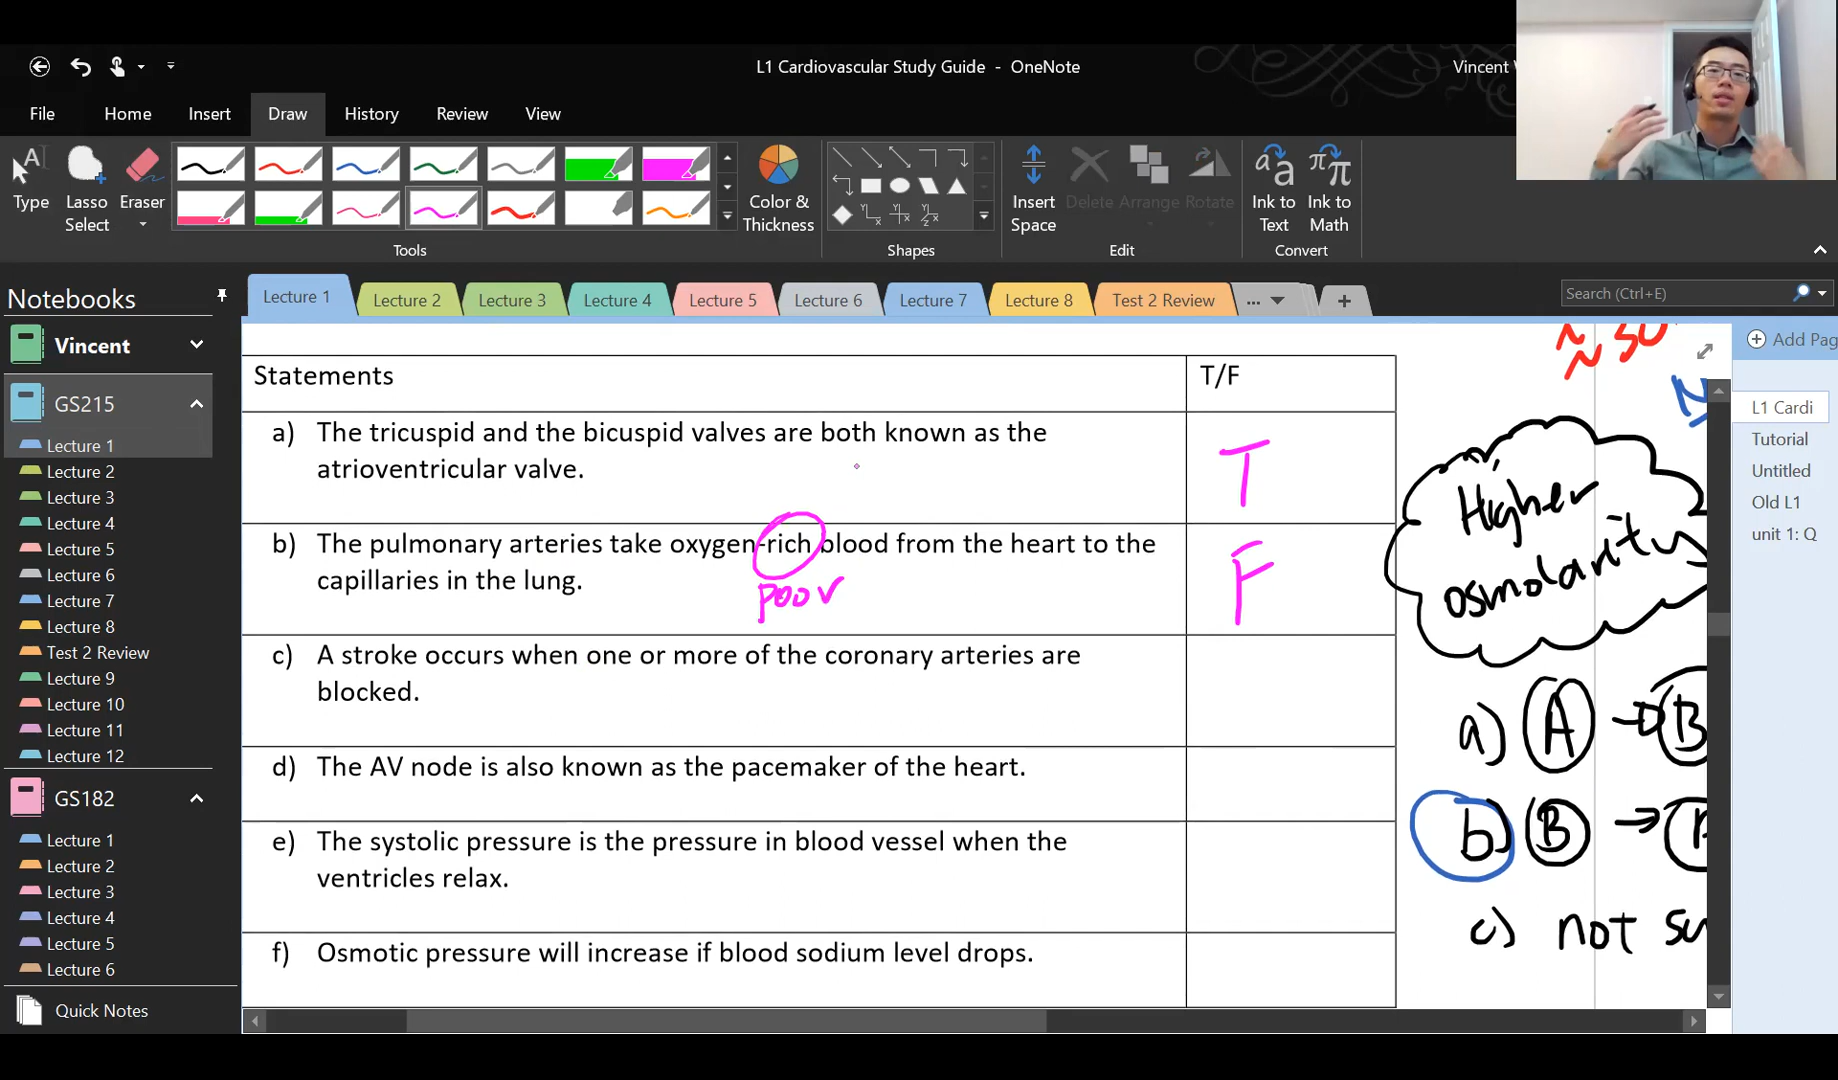 L1 Cardiovascular Study Guide - OneNote
Vincent
File Home Insert Draw History Review View
Type
Lasso Select
Eraser
Color & Thickness
Insert Space
Delete
Arrange
Rotate
Ink to Text
Ink to Math
Tools
Shapes
Edit
Convert
Notebooks
Lecture 1
Lecture 2
Lecture 3
Lecture 4
Lecture 5
Lecture 6
Lecture 7
Lecture 8
Test 2 Review
...
Search (Ctrl+E)
Vincent
GS215
Lecture 1
Lecture 2
Lecture 3
Lecture 4
Lecture 5
Lecture 6
Lecture 7
Lecture 8
Test 2 Review
Lecture 9
Lecture 10
Lecture 11
Lecture 12
GS182
Lecture 1
Lecture 2
Lecture 3
Lecture 4
Lecture 5
Lecture 6
Quick Notes
Statements T/F
a) The tricuspid and the bicuspid valves are both known as the
atrioventricular valve.
T
b) The pulmonary arteries take oxygen-rich blood from the heart to the
capillaries in the lung.
poor
F
c) A stroke occurs when one or more of the coronary arteries are
blocked.
d) The AV node is also known as the pacemaker of the heart.
e) The systolic pressure is the pressure in blood vessel when the
ventricles relax.
f) Osmotic pressure will increase if blood sodium level drops.
Higher
osmolarity
a) A → B
b) B →
c) not
Add Pag
L1 Cardi
Tutorial
Untitled
Old L1
unit 1: Q